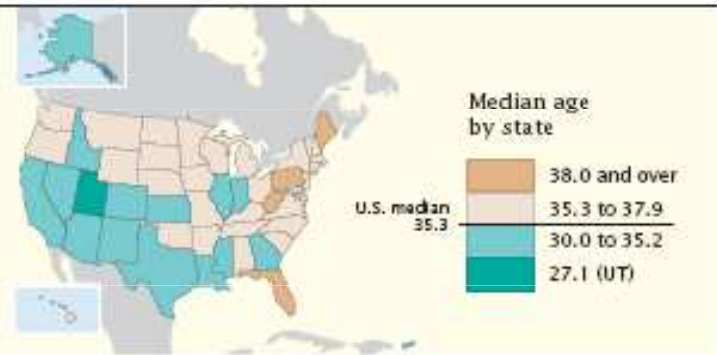 Median age
by state
38.0 and over
U.S. median
35.3
35.3 to 37.9
30.0 to 35.2
27.1 (UT)